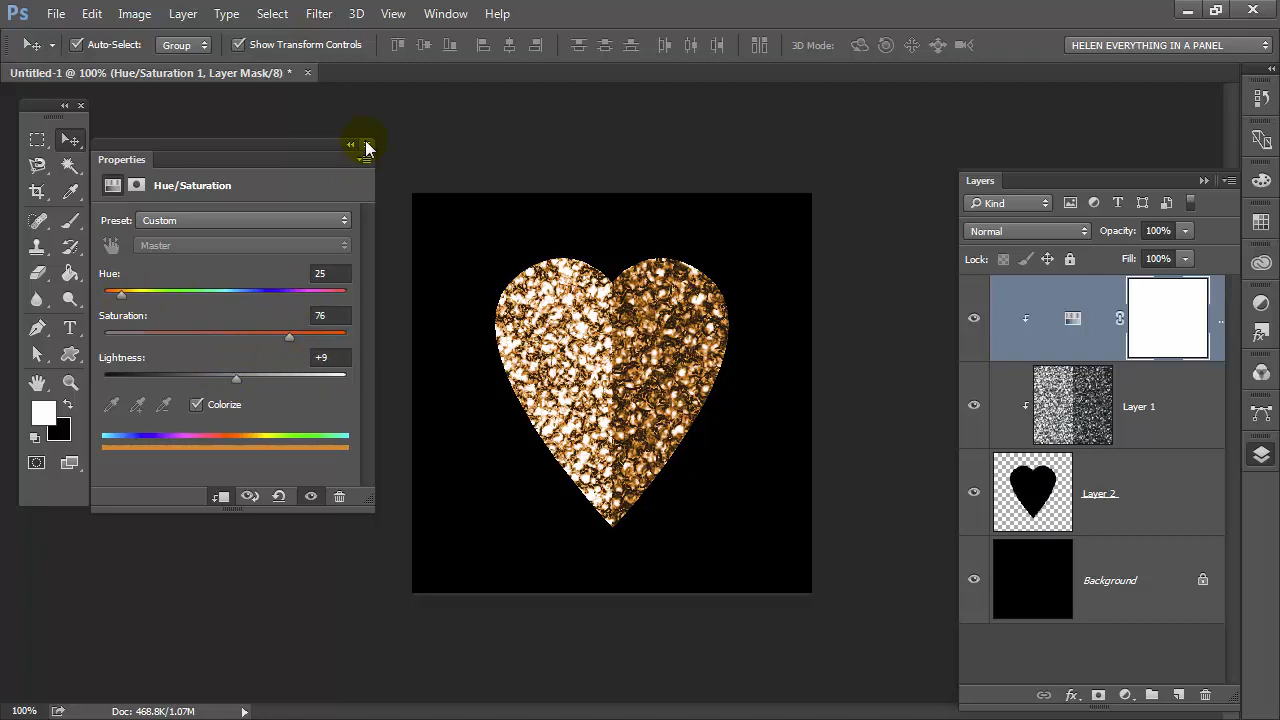 Ps File Edit Image Layer Type Select Filter 3D View Window Help
Auto-Select: Group Show Transform Controls 3D Mode: HELEN EVERYTHING IN A PANEL
Untitled-1 @ 100% (Hue/Saturation 1, Layer Mask/8) *
Properties
Hue/Saturation
Preset: Custom
Master
Hue: 25
Saturation: 76
Lightness: +9
Colorize
Layers
Kind
Normal Opacity: 100%
Lock: Fill: 100%
Layer 1
Layer 2
Background
100% Doc: 468.8K/1.07M